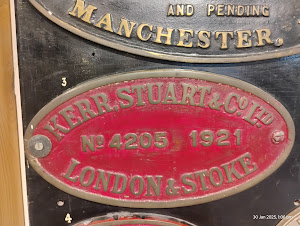 AND PENDING
MANCHESTER.
3
KERR, STUART & Co. LTD
No 4205 1921
LONDON & STOKE
4